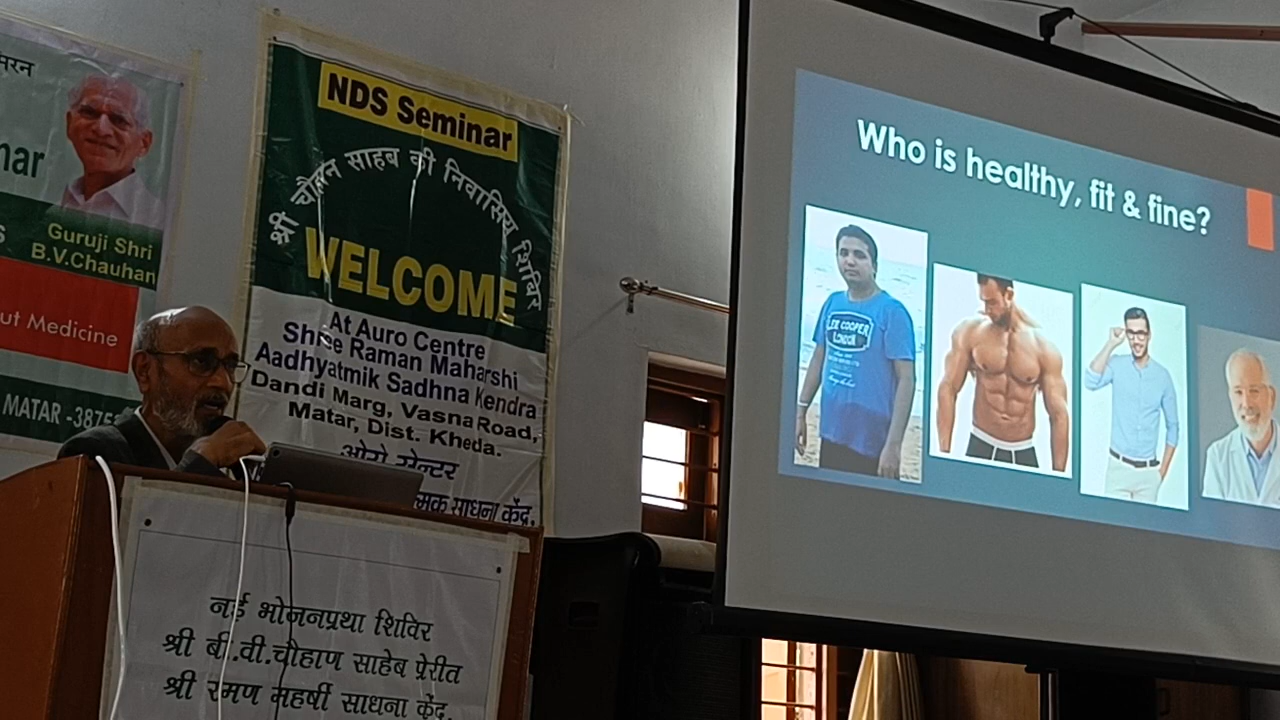 मरन
nar
S
Guruji Shri
B.V.Chauhan
ut Medicine
MATAR -3875
NDS Seminar
श्री चौहान साहब की निवासिय शिबिर
WELCOME
At Auro Centre
Shree Raman Maharshi
Aadhyatmik Sadhna Kendra
Dandi Marg, Vasna Road,
Matar, Dist. Kheda.
ओरो सेन्टर
त्मक साधना केंद्र.
नई भोजनप्रथा शिविर
श्री बी.वी.चौहाण साहेब प्रेरीत
श्री रमण महर्षी साधना केंद्र.
Who is healthy, fit & fine?
LEE COOPER
LONDON